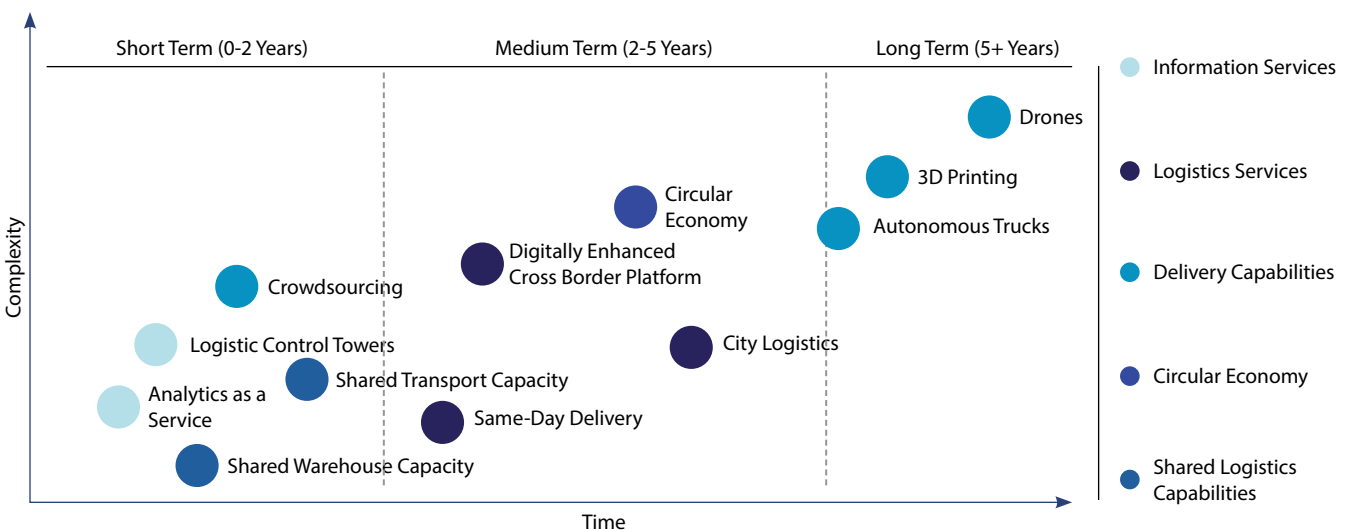 Short Term (0-2 Years)
Medium Term (2-5 Years)
Long Term (5+ Years)
Complexity
Drones
3D Printing
Autonomous Trucks
Circular
Economy
Digitally Enhanced
Cross Border Platform
Crowdsourcing
Logistic Control Towers
City Logistics
Shared Transport Capacity
Analytics as a
Service
Same-Day Delivery
Shared Warehouse Capacity
Time
Information Services
Logistics Services
Delivery Capabilities
Circular Economy
Shared Logistics
Capabilities